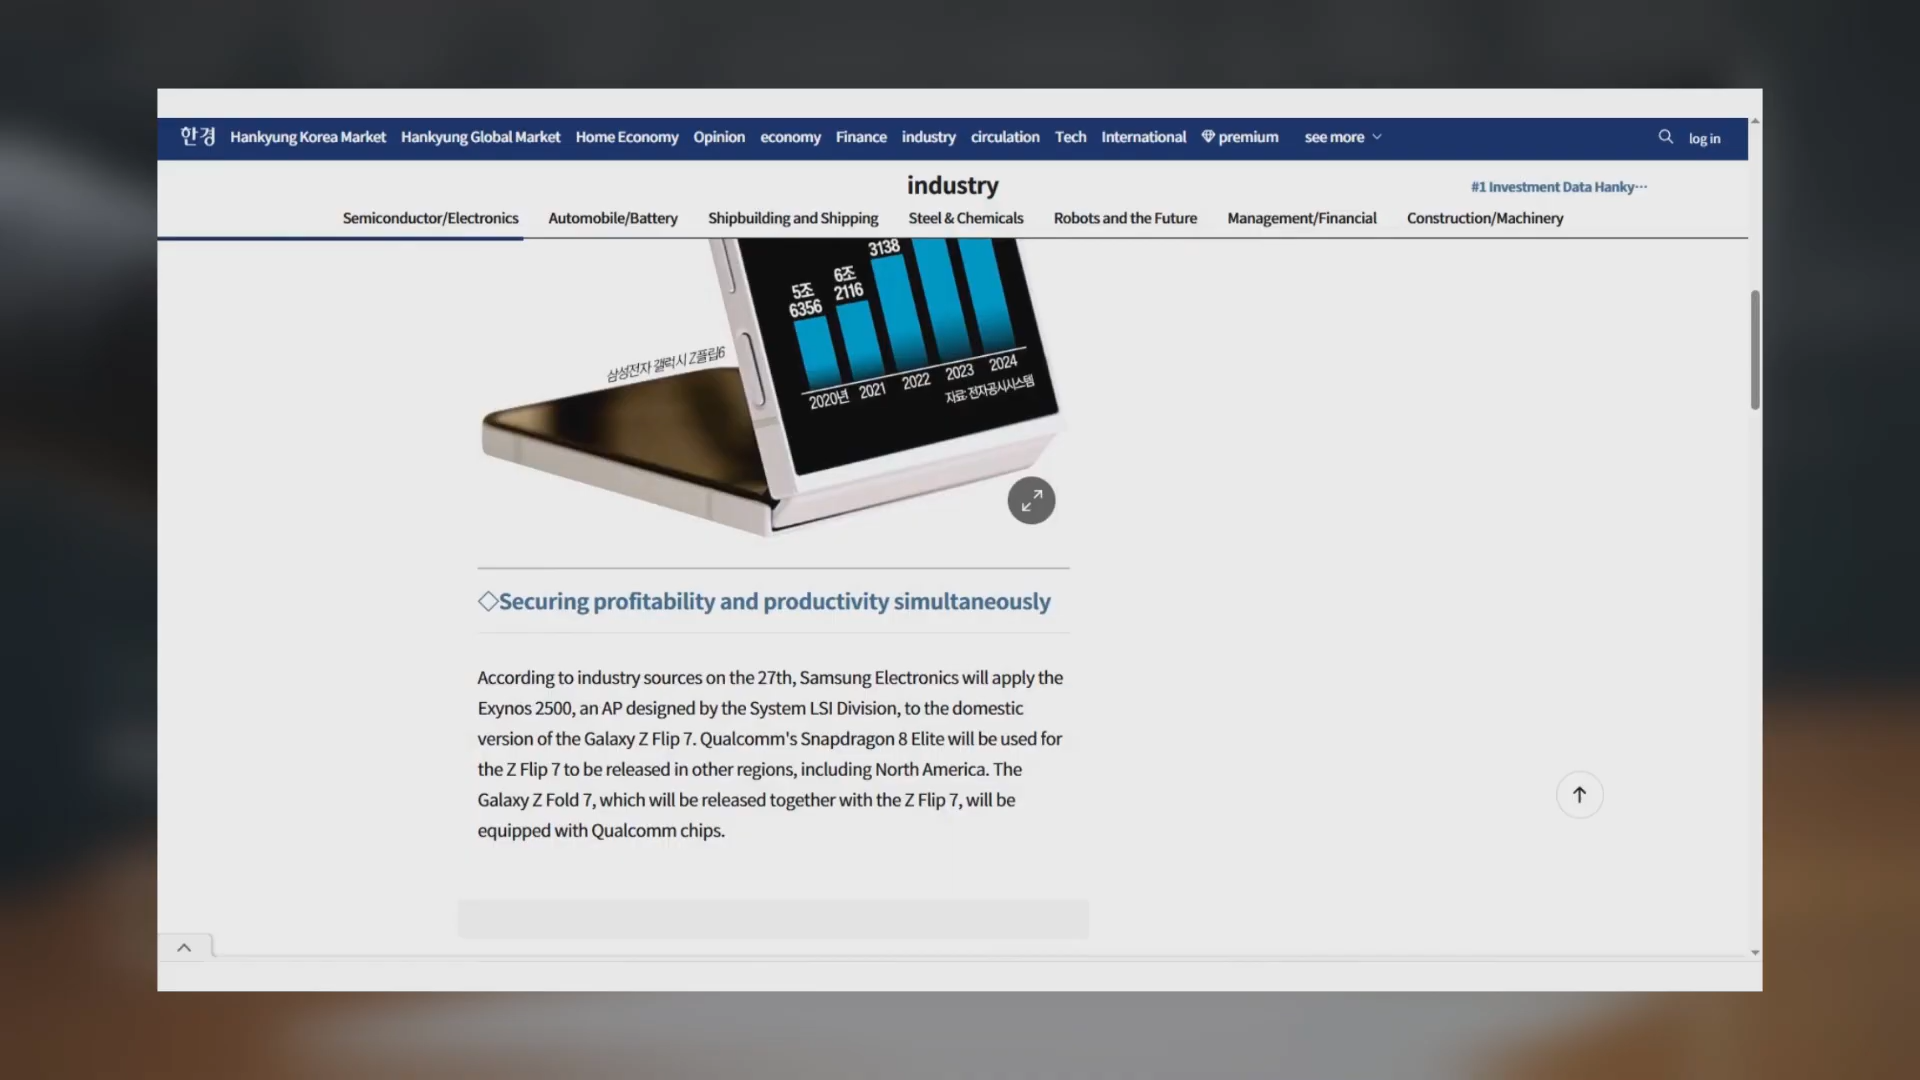 한경 Hankyung Korea Market Hankyung Global Market Home Economy Opinion economy Finance industry circulation Tech International premium see more log in
industry
#1 Investment Data Hanky…
Semiconductor/Electronics Automobile/Battery Shipbuilding and Shipping Steel & Chemicals Robots and the Future Management/Financial Construction/Machinery
3138
6조
2116
5조
6356
삼성전자 갤럭시 Z플립6
2020년 2021 2022 2023 2024
자료:전자공시시스템
◇Securing profitability and productivity simultaneously
According to industry sources on the 27th, Samsung Electronics will apply the
Exynos 2500, an AP designed by the System LSI Division, to the domestic
version of the Galaxy Z Flip 7. Qualcomm's Snapdragon 8 Elite will be used for
the Z Flip 7 to be released in other regions, including North America. The
Galaxy Z Fold 7, which will be released together with the Z Flip 7, will be
equipped with Qualcomm chips.